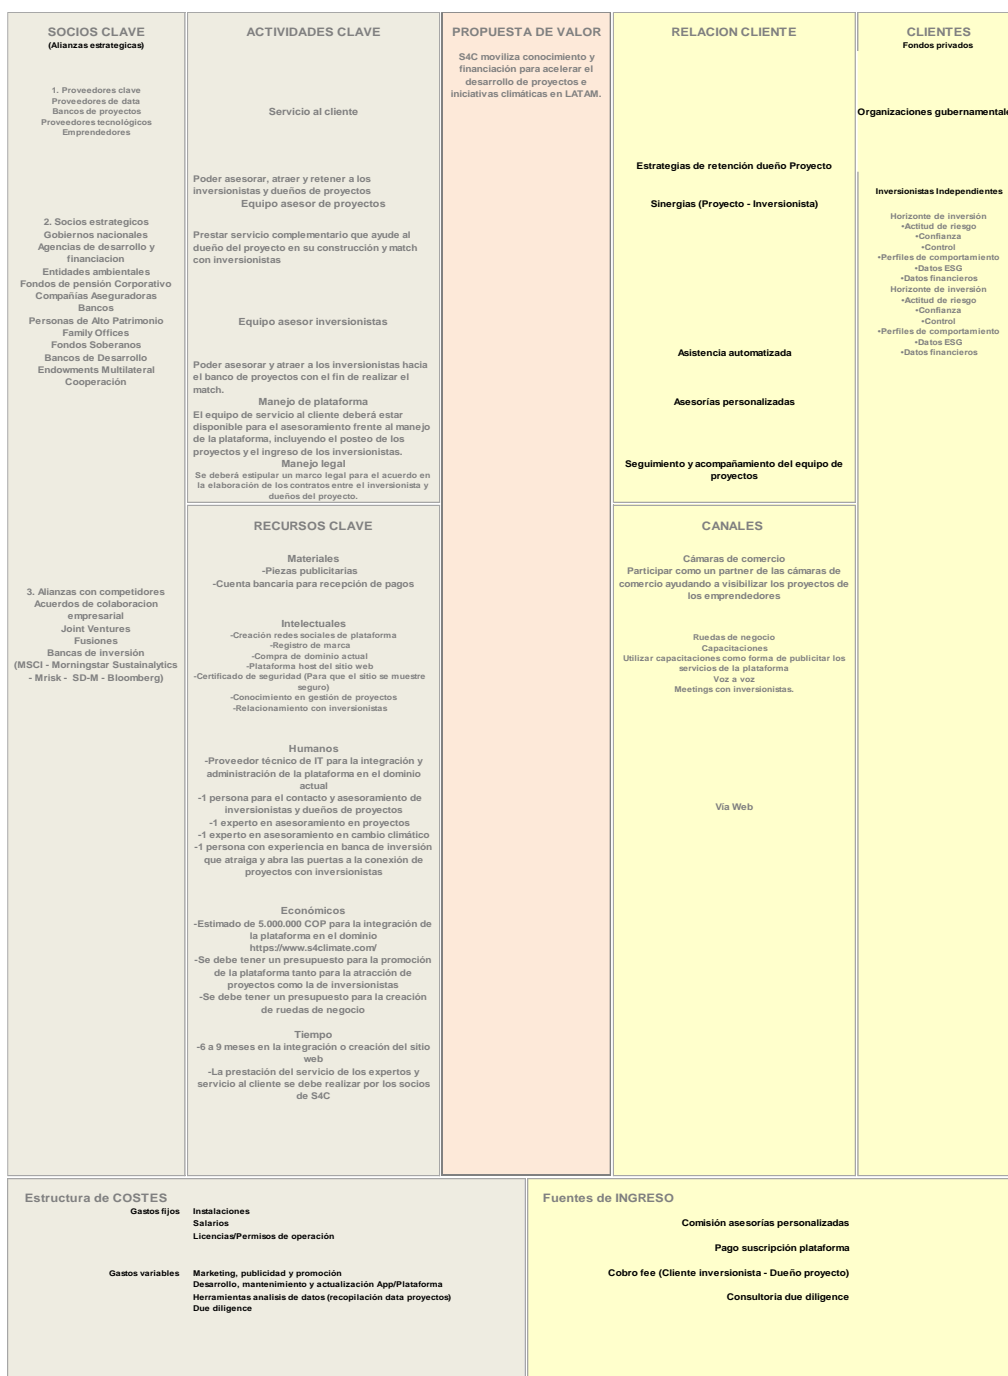 SOCIOS CLAVE
(Alianzas estrategicas)
1. Proveedores clave
Proveedores de data
Bancos de proyectos
Proveedores tecnológicos
Emprendedores
2. Socios estrategicos
Gobiernos nacionales
Agencias de desarrollo y
financiacion
Entidades ambientales
Fondos de pensión Corporativo
Compañías Aseguradoras
Bancos
Personas de Alto Patrimonio
Family Offices
Fondos Soberanos
Bancos de Desarrollo
Endowments Multilateral
Cooperación
3. Alianzas con competidores
Acuerdos de colaboracion
empresarial
Joint Ventures
Fusiones
Bancas de inversión
(MSCI - Morningstar Sustainalytics
- Mrisk - SD-M - Bloomberg)
ACTIVIDADES CLAVE
Servicio al cliente
Poder asesorar, atraer y retener a los
inversionistas y dueños de proyectos
Equipo asesor de proyectos
Prestar servicio complementario que ayude al
dueño del proyecto en su construcción y match
con inversionistas
Equipo asesor inversionistas
Poder asesorar y atraer a los inversionistas hacia
el banco de proyectos con el fin de realizar el
match.
Manejo de plataforma
El equipo de servicio al cliente deberá estar
disponible para el asesoramiento frente al manejo
de la plataforma, incluyendo el posteo de los
proyectos y el ingreso de los inversionistas.
Manejo legal
Se deberá estipular un marco legal para el acuerdo en
la elaboración de los contratos entre el inversionista y
dueños del proyecto.
RECURSOS CLAVE
Materiales
-Piezas publicitarias
-Cuenta bancaria para recepción de pagos
Intelectuales
-Creación redes sociales de plataforma
-Registro de marca
-Compra de dominio actual
-Plataforma host del sitio web
-Certificado de seguridad (Para que el sitio se muestre
seguro)
-Conocimiento en gestión de proyectos
-Relacionamiento con inversionistas
Humanos
-Proveedor técnico de IT para la integración y
administración de la plataforma en el dominio
actual
-1 persona para el contacto y asesoramiento de
inversionistas y dueños de proyectos
-1 experto en asesoramiento en proyectos
-1 experto en asesoramiento en cambio climático
-1 persona con experiencia en banca de inversión
que atraiga y abra las puertas a la conexión de
proyectos con inversionistas
Económicos
-Estimado de 5.000.000 COP para la integración de
la plataforma en el dominio
https://www.s4climate.com/
-Se debe tener un presupuesto para la promoción
de la plataforma tanto para la atracción de
proyectos como la de inversionistas
-Se debe tener un presupuesto para la creación
de ruedas de negocio
Tiempo
-6 a 9 meses en la integración o creación del sitio
web
-La prestación del servicio de los expertos y
servicio al cliente se debe realizar por los socios
de S4C
PROPUESTA DE VALOR
S4C moviliza conocimiento y
financiación para acelerar el
desarrollo de proyectos e
iniciativas climáticas en LATAM.
RELACION CLIENTE
Estrategias de retención dueño Proyecto
Sinergias (Proyecto - Inversionista)
Asistencia automatizada
Asesorías personalizadas
Seguimiento y acompañamiento del equipo de
proyectos
CANALES
Cámaras de comercio
Participar como un partner de las cámaras de
comercio ayudando a visibilizar los proyectos de
los emprendedores
Ruedas de negocio
Capacitaciones
Utilizar capacitaciones como forma de publicitar los
servicios de la plataforma
Voz a voz
Meetings con inversionistas.
Vía Web
CLIENTES
Fondos privados
Organizaciones gubernamentale
Inversionistas Independientes
Horizonte de inversión
•Actitud de riesgo
•Confianza
•Control
•Perfiles de comportamiento
•Datos ESG
•Datos financieros
Horizonte de inversión
•Actitud de riesgo
•Confianza
•Control
•Perfiles de comportamiento
•Datos ESG
•Datos financieros
Estructura de COSTES
Gastos fijos Instalaciones
Salarios
Licencias/Permisos de operación
Gastos variables Marketing, publicidad y promoción
Desarrollo, mantenimiento y actualización App/Plataforma
Herramientas analisis de datos (recopilación data proyectos)
Due diligence
Fuentes de INGRESO
Comisión asesorías personalizadas
Pago suscripción plataforma
Cobro fee (Cliente inversionista - Dueño proyecto)
Consultoria due diligence